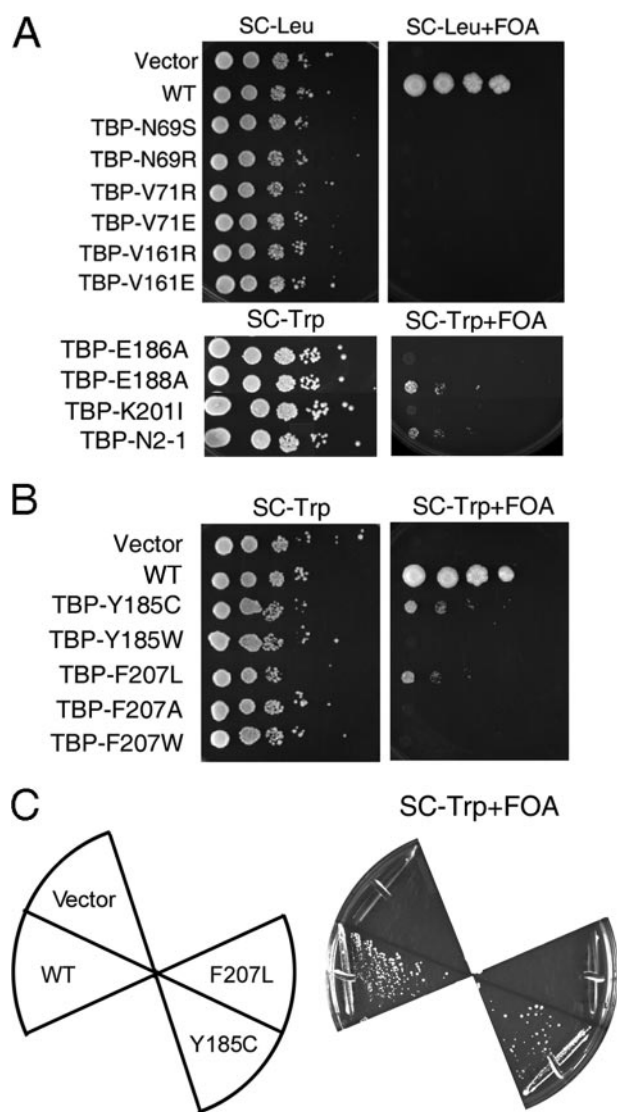 A
SC-Leu
SC-Leu+FOA
Vector
WT
TBP-N69S
TBP-N69R
TBP-V71R
TBP-V71E
TBP-V161R
TBP-V161E
SC-Trp
SC-Trp+FOA
TBP-E186A
TBP-E188A
TBP-K201I
TBP-N2-1
B
SC-Trp
SC-Trp+FOA
Vector
WT
TBP-Y185C
TBP-Y185W
TBP-F207L
TBP-F207A
TBP-F207W
C
SC-Trp+FOA
Vector
WT
F207L
Y185C